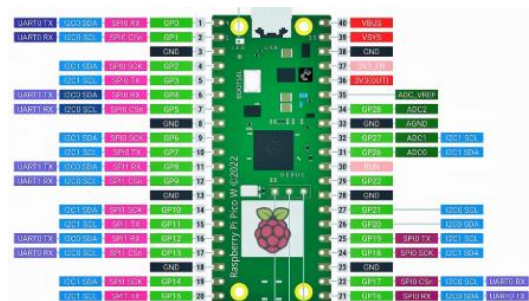 UART0 TX I2C0 SDA SPI0 RX GP0 1 40 VBUS
UART0 RX I2C0 SCL SPI0 CSn GP1 2 39 VSYS
GND 3 38 GND
I2C1 SDA SPI0 SCK GP2 4 37 3V3_EN
I2C1 SCL SPI0 TX GP3 5 36 3V3(OUT)
UART1 TX I2C0 SDA SPI0 RX GP4 6 35 ADC_VREF
UART1 RX I2C0 SCL SPI0 CSn GP5 7 34 GP28 ADC2
GND 8 33 GND AGND
I2C1 SDA SPI0 SCK GP6 9 32 GP27 ADC1 I2C1 SCL
I2C1 SCL SPI0 TX GP7 10 31 GP26 ADC0 I2C1 SDA
UART1 TX I2C0 SDA SPI1 RX GP8 11 30 RUN
UART1 RX I2C0 SCL SPI1 CSn GP9 12 29 GP22
GND 13 28 GND
I2C1 SDA SPI1 SCK GP10 14 27 GP21 I2C0 SCL
I2C1 SCL SPI1 TX GP11 15 26 GP20 I2C0 SDA
UART0 TX I2C0 SDA SPI1 RX GP12 16 25 GP19 SPI0 TX I2C1 SCL
UART0 RX I2C0 SCL SPI1 CSn GP13 17 24 GP18 SPI0 SCK I2C1 SDA
GND 18 23 GND
I2C1 SDA SPI1 SCK GP14 19 22 GP17 SPI0 CSn I2C0 SCL UART0 RX
I2C1 SCL SPI1 TX GP15 20 GP16 SPI0 RX I2C0 SDA UART0 TX
BOOTSEL
DEBUG
Raspberry Pi Pico W ©2022